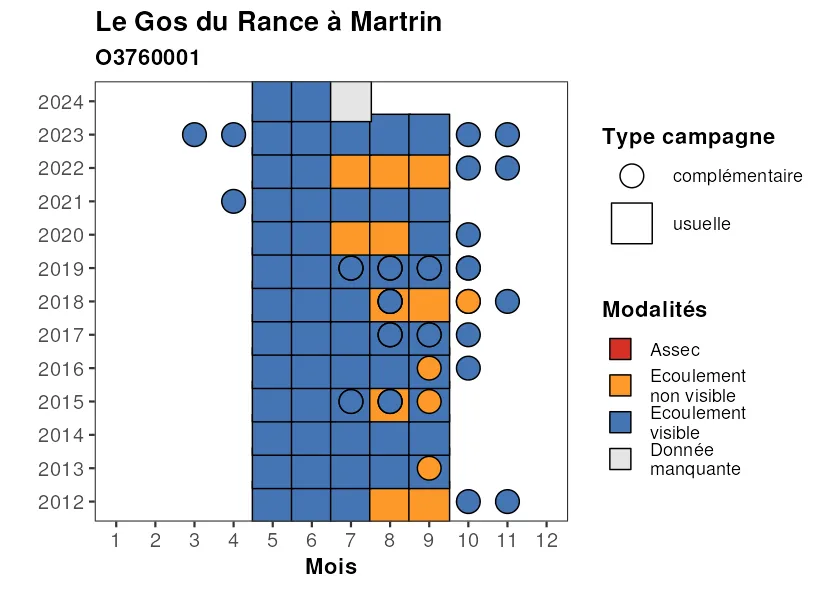 Le Gos du Rance à Martrin
O3760001
2024
2023
2022
2021
2020
2019
2018
2017
2016
2015
2014
2013
2012
1 2 3 4 5 6 7 8 9 10 11 12
Mois
Type campagne
complémentaire
usuelle
Modalités
Assec
Ecoulement
non visible
Ecoulement
visible
Donnée
manquante